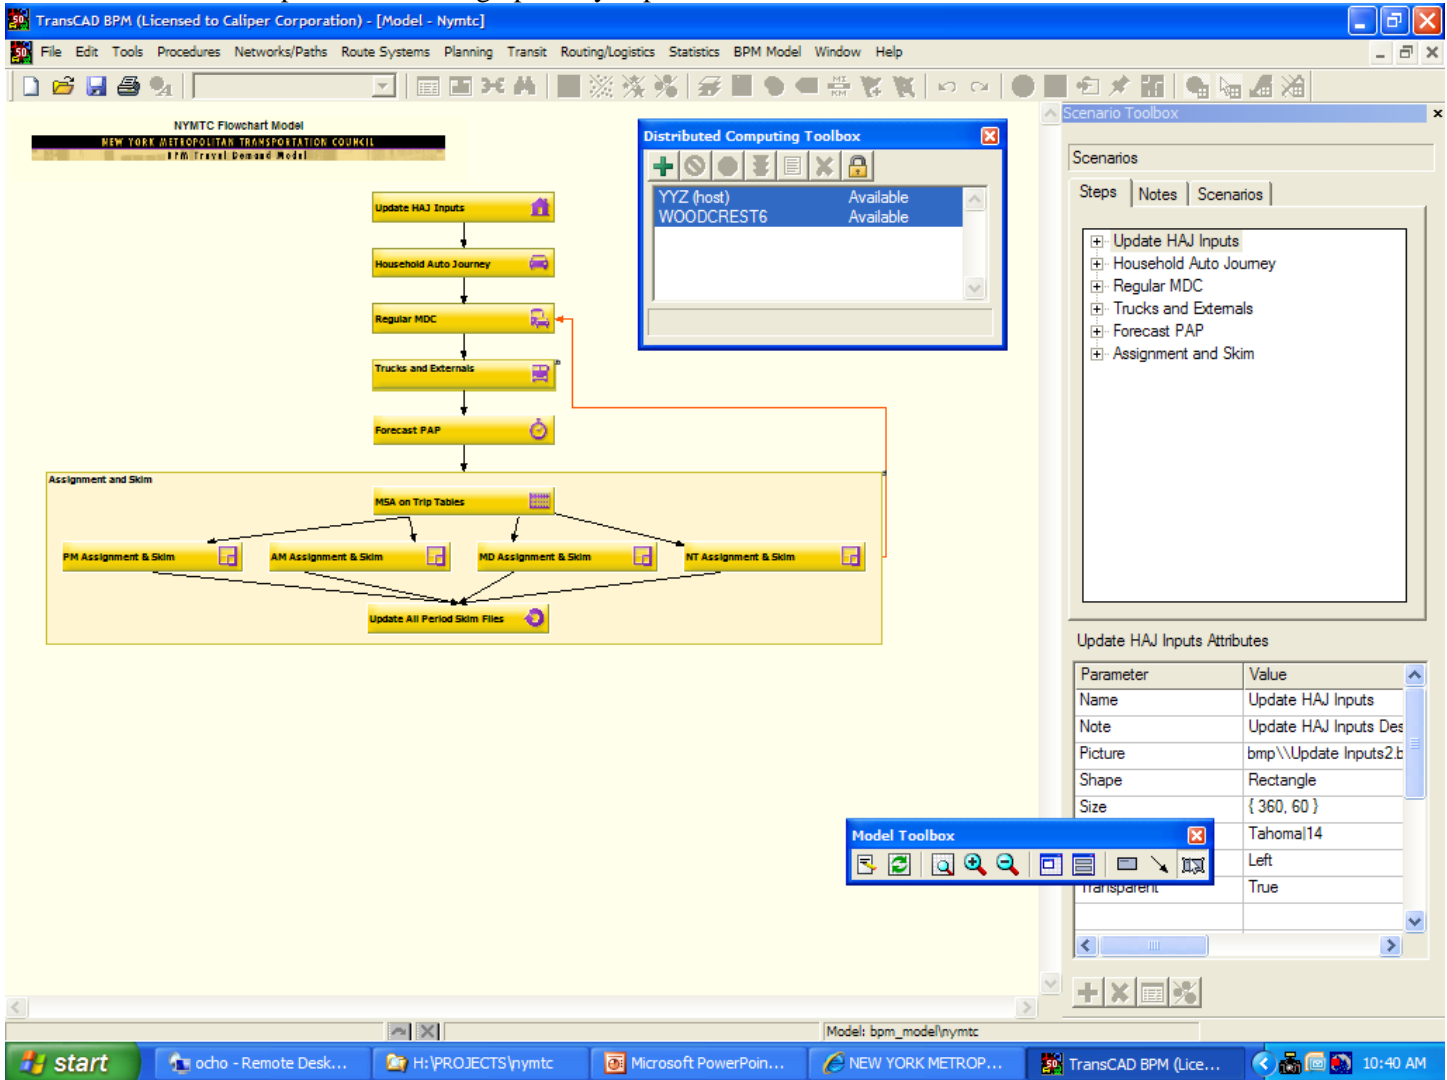 TransCAD BPM (Licensed to Caliper Corporation) - [Model - Nymtc]
File Edit Tools Procedures Networks/Paths Route Systems Planning Transit Routing/Logistics Statistics BPM Model Window Help
NYMTC Flowchart Model
NEW YORK METROPOLITAN TRANSPORTATION COUNCIL
BPM Travel Demand Model
Update HAJ Inputs
Household Auto Journey
Regular MDC
Trucks and Externals
Forecast PAP
Assignment and Skim
MSA on Trip Tables
PM Assignment & Skim
AM Assignment & Skim
MD Assignment & Skim
NT Assignment & Skim
Update All Period Skim Files
Distributed Computing Toolbox
YYZ (host) Available
WOODCREST6 Available
Scenario Toolbox
Scenarios
Steps Notes Scenarios
Update HAJ Inputs
Household Auto Journey
Regular MDC
Trucks and Externals
Forecast PAP
Assignment and Skim
Update HAJ Inputs Attributes
Parameter Value
Name Update HAJ Inputs
Note Update HAJ Inputs Des
Picture bmp\\Update Inputs2.b
Shape Rectangle
Size { 360, 60 }
Tahoma|14
Left
Transparent True
Model Toolbox
Model: bpm_model\nymtc
start
ocho - Remote Desk...
H:\PROJECTS\nymtc
Microsoft PowerPoin...
NEW YORK METROP...
TransCAD BPM (Lice...
10:40 AM